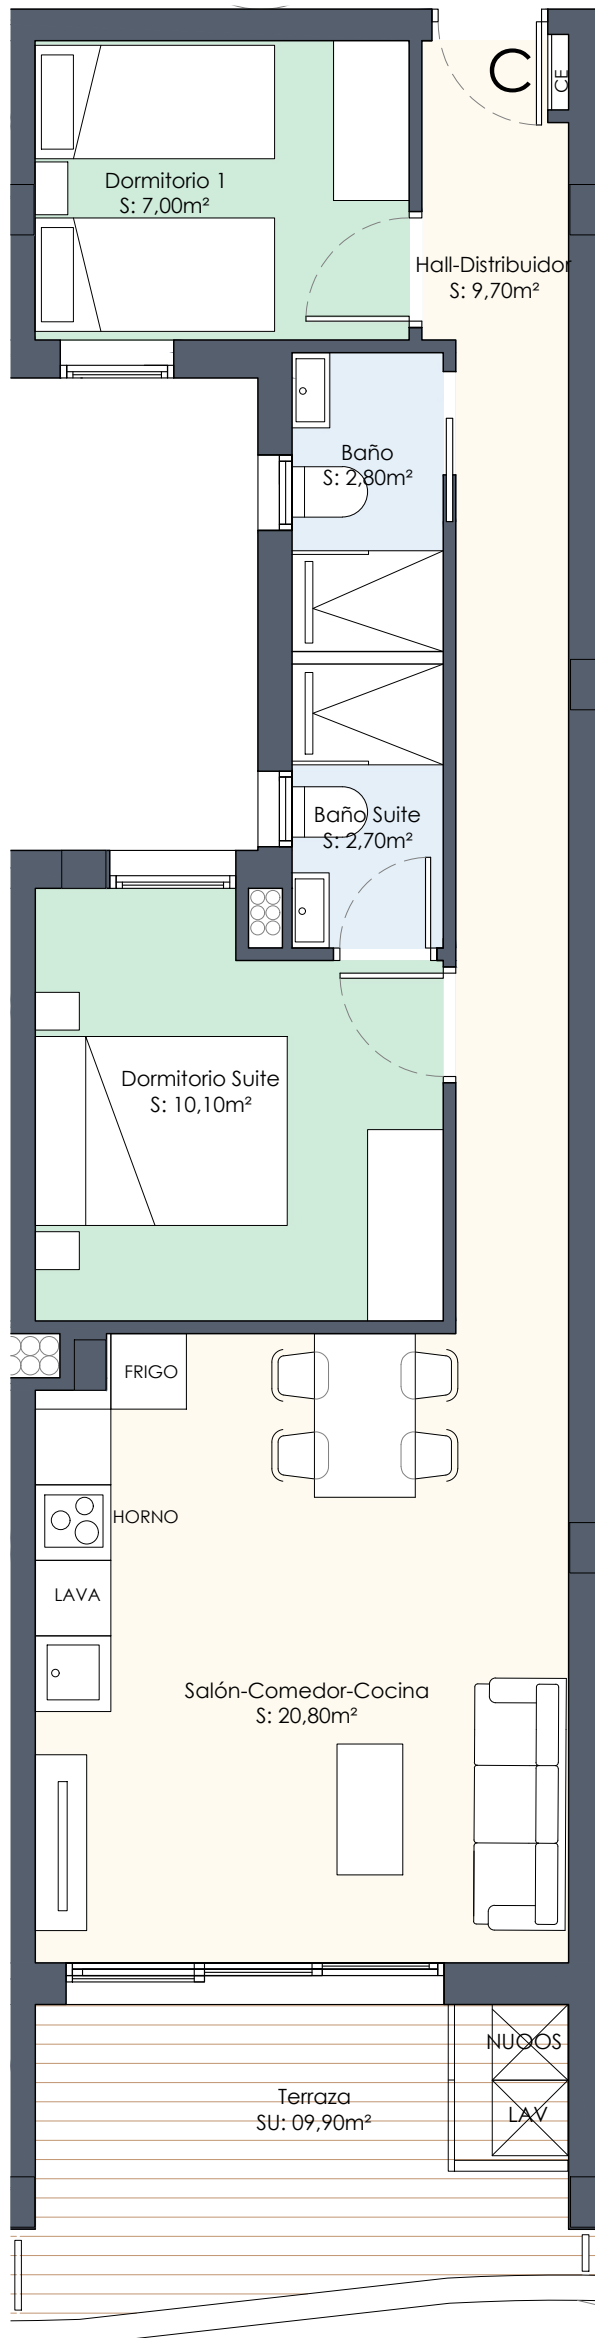 C
CE
Dormitorio 1
S: 7,00m²
Hall-Distribuidor
S: 9,70m²
Baño
S: 2,80m²
Baño Suite
S: 2,70m²
Dormitorio Suite
S: 10,10m²
FRIGO
HORNO
LAVA
Salón-Comedor-Cocina
S: 20,80m²
NUOOS
LAV
Terraza
SU: 09,90m²